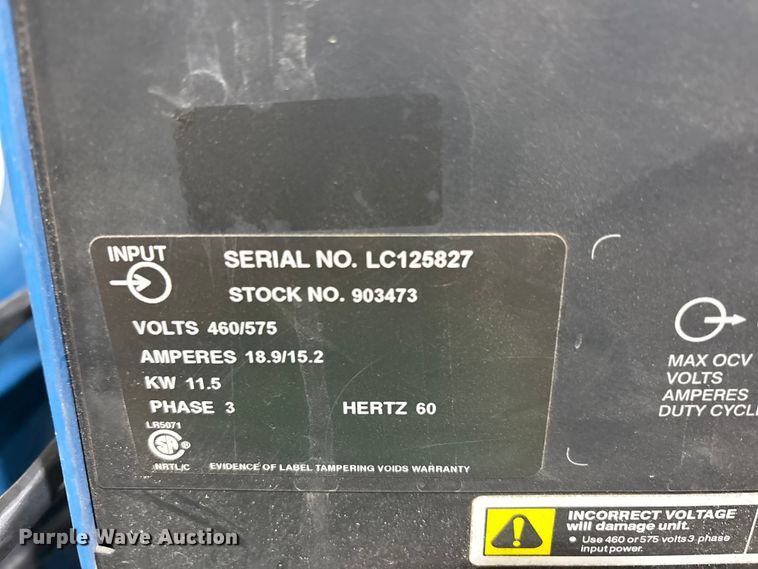 INPUT
SERIAL NO. LC125827
STOCK NO. 903473
VOLTS 460/575
AMPERES 18.9/15.2
KW 11.5
PHASE 3 HERTZ 60
LR5071
SA ®
NRTL/C EVIDENCE OF LABEL TAMPERING VOIDS WARRANTY
MAX OCV
VOLTS
AMPERES
DUTY CYCLE
INCORRECT VOLTAGE
will damage unit.
• Use 460 or 575 volts 3 phase
input power.
Purple Wave Auction